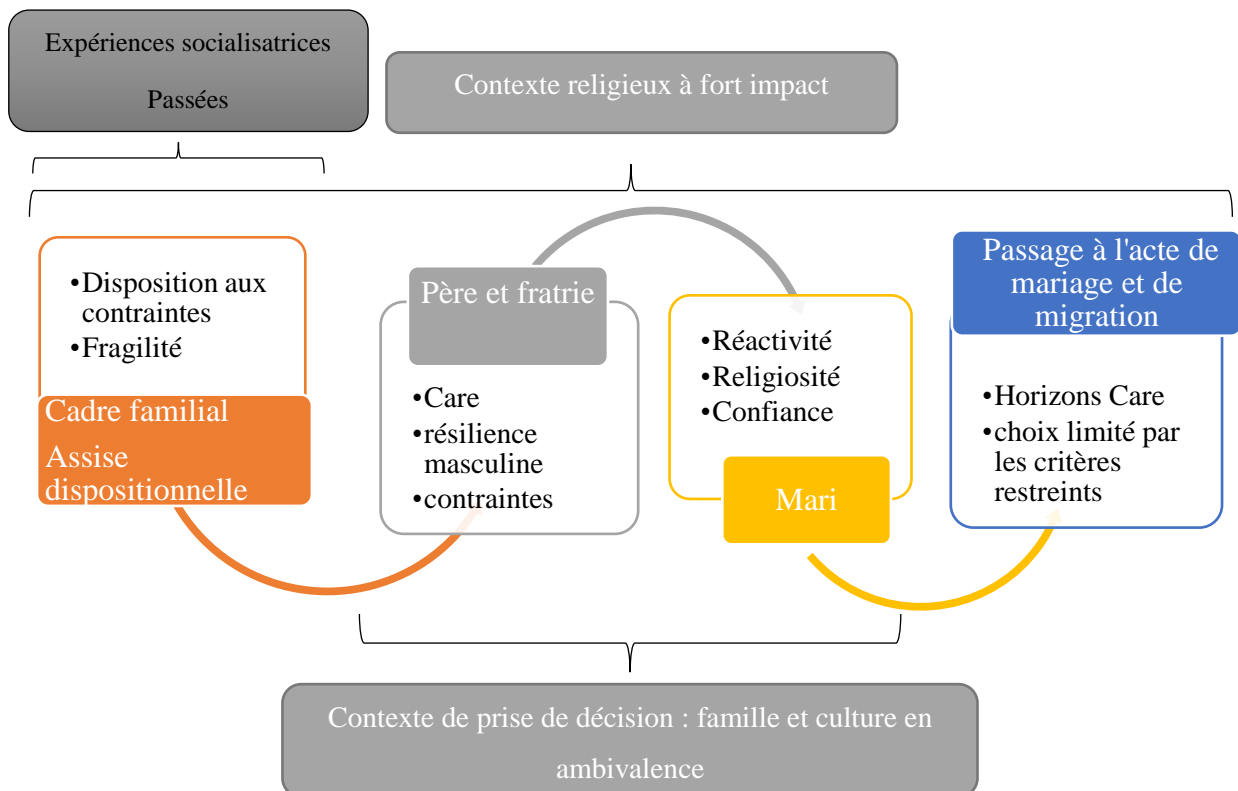 Expériences socialisatrices
Passées
Contexte religieux à fort impact
•Disposition aux
contraintes
•Fragilité
Cadre familial
Assise
dispositionnelle
Père et fratrie
•Care
•résilience
masculine
•contraintes
•Réactivité
•Religiosité
•Confiance
Mari
Passage à l'acte de
mariage et de
migration
•Horizons Care
•choix limité par
les critères
restreints
Contexte de prise de décision : famille et culture en
ambivalence